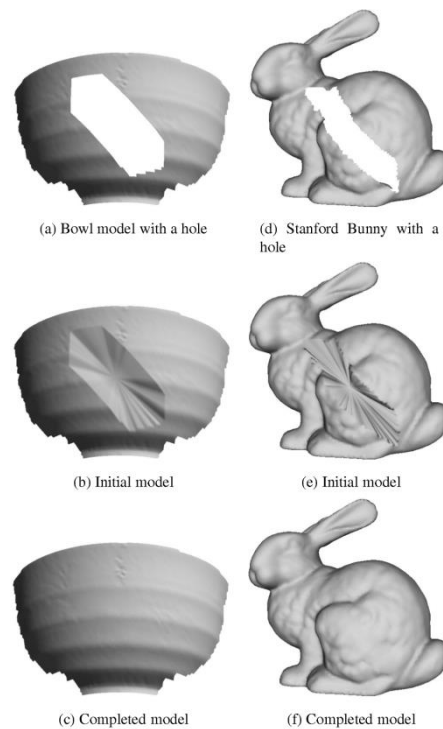 (a) Bowl model with a hole
(d) Stanford Bunny with a
hole
(b) Initial model
(e) Initial model
(c) Completed model
(f) Completed model